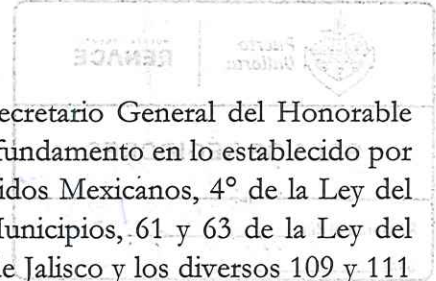 Puerto
Vallarta.
RENACE
ecretario General del Honorable
fundamento en lo establecido por
idos Mexicanos, 4° de la Ley del
Municipios, 61 y 63 de la Ley del
de Jalisco y los diversos 109 y 111